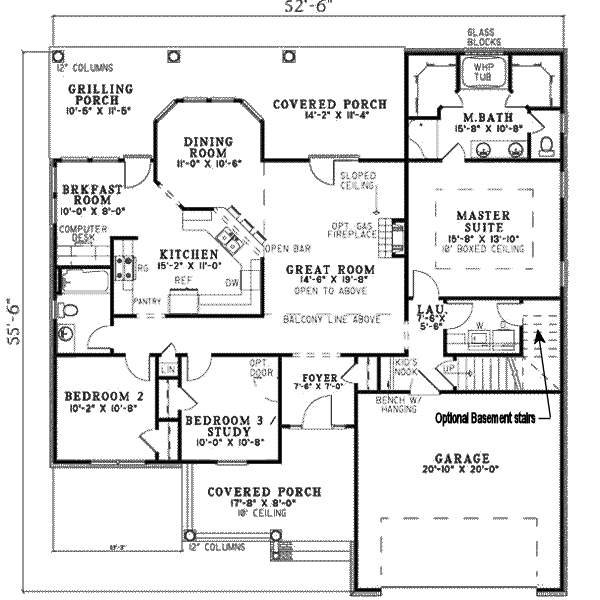 52'-6"
GLASS
BLOCKS
12" COLUMNS
WHP
TUB
GRILLING
PORCH
10'-5" X 11'-5"
COVERED PORCH
14'-2" X 11'-4"
M.BATH
15'-8" X 10'-8"
DINING
ROOM
11'-0" X 10'-6"
SLOPED
CEILING
BRKFAST
ROOM
10'-0" X 8'-0"
MASTER
SUITE
15'-8" X 13'-10"
10' BOXED CEILING
COMPUTER
DESK
OPT. GAS
FIREPLACE
OPEN BAR
KITCHEN
15'-2" X 11'-0"
RG
REF
DW
PANTRY
GREAT ROOM
14'-6" X 19'-8"
OPEN TO ABOVE
BALCONY LINE ABOVE
LAU.
7'-6"X
5'-6"
W
D
55'-6"
LIN
OPT
DOOR
FOYER
7'-6" X 7'-0"
KID'S
NOOK
UP
BENCH W/
HANGING
Optional Basement stairs
BEDROOM 2
10'-2" X 10'-8"
BEDROOM 3 /
STUDY
10'-0" X 10'-8"
GARAGE
20'-10" X 20'-0"
COVERED PORCH
17'-8" X 8'-0"
10' CEILING
12" COLUMNS